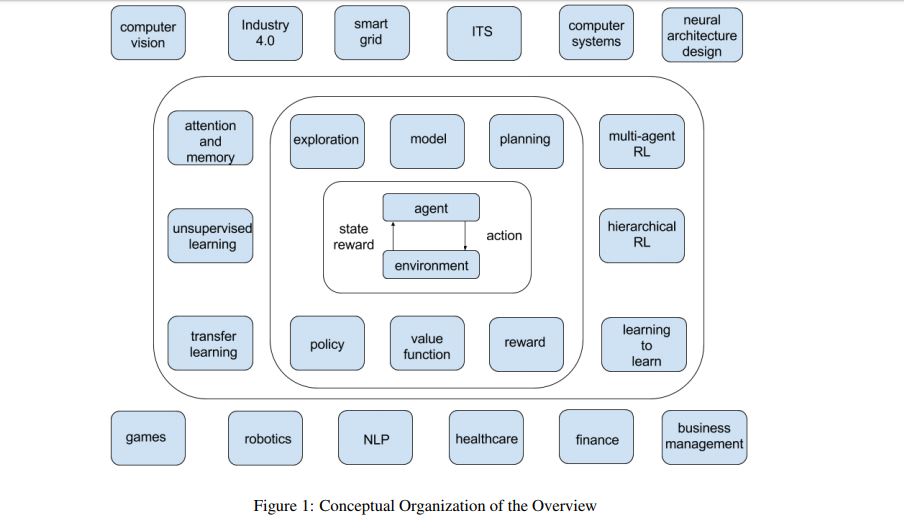 computer
vision
Industry
4.0
smart
grid
ITS
computer
systems
neural
architecture
design
attention
and
memory
exploration
model
planning
multi-agent
RL
unsupervised
learning
state
reward
agent
environment
action
hierarchical
RL
transfer
learning
policy
value
function
reward
learning
to
learn
games
robotics
NLP
healthcare
finance
business
management
Figure 1: Conceptual Organization of the Overview